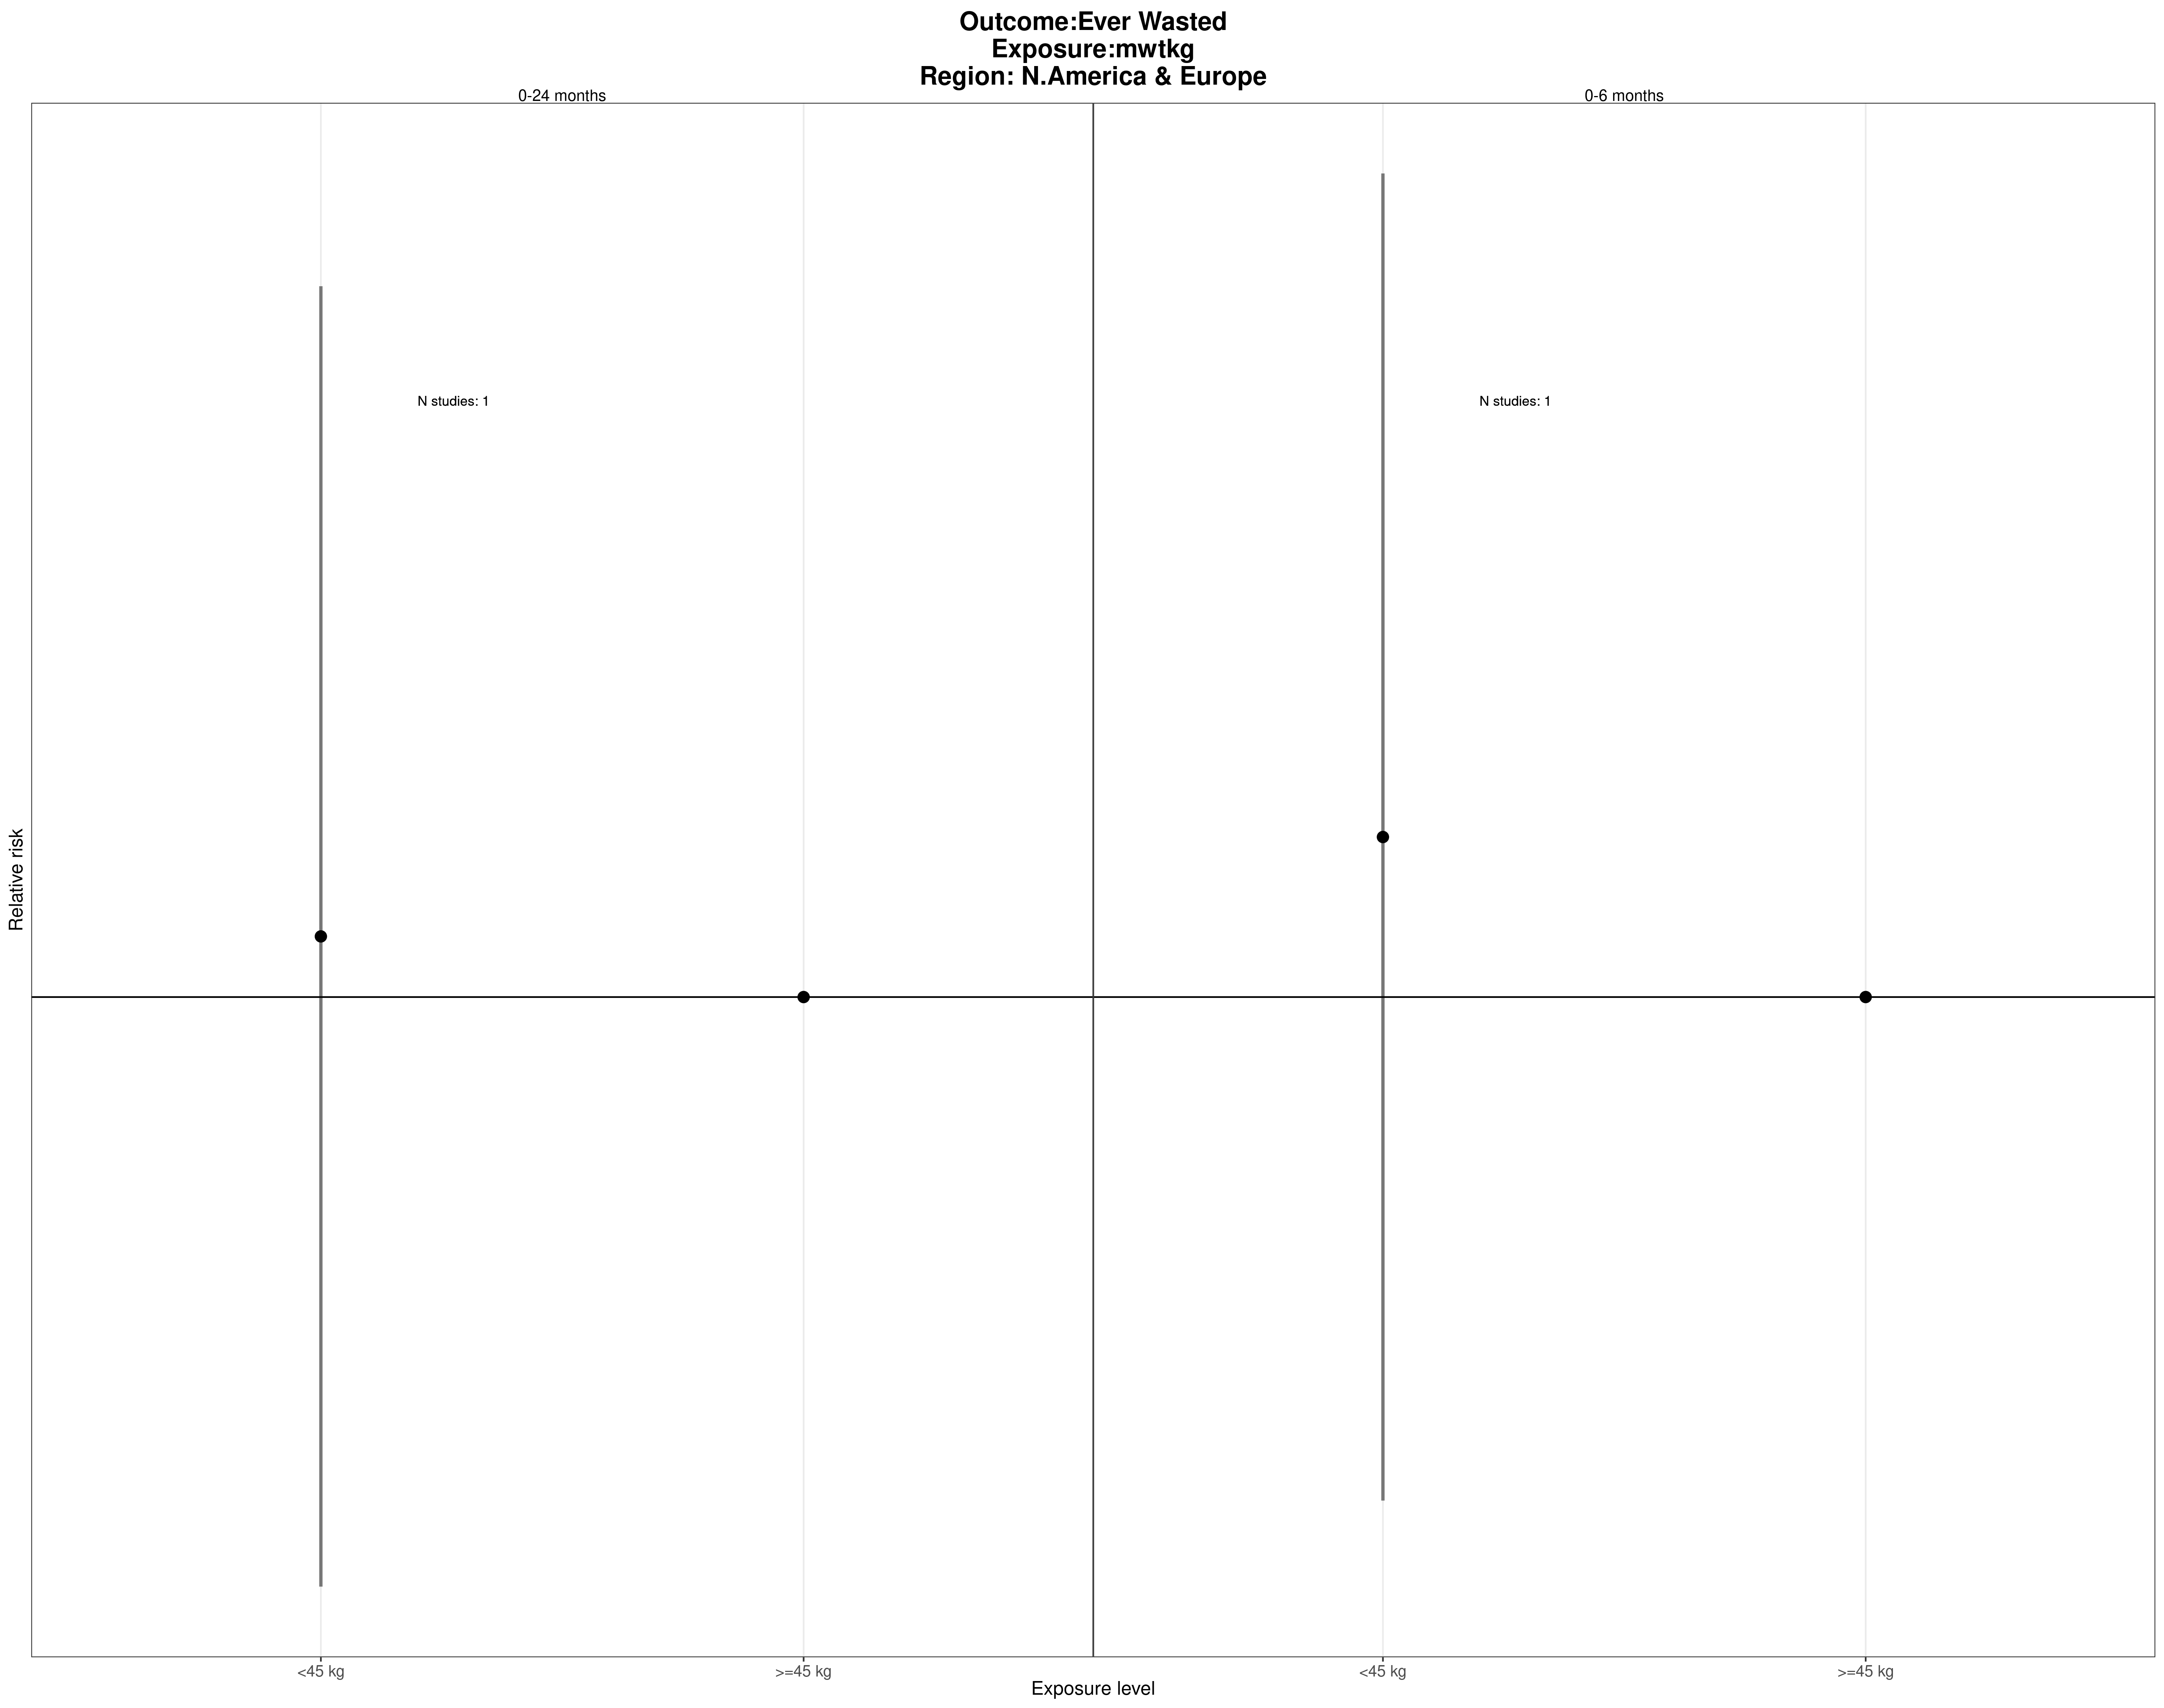 Outcome:Ever Wasted
Exposure:mwtkg
Region: N.America & Europe
0-24 months
0-6 months
N studies: 1
N studies: 1
Relative risk
<45 kg
>=45 kg
<45 kg
>=45 kg
Exposure level